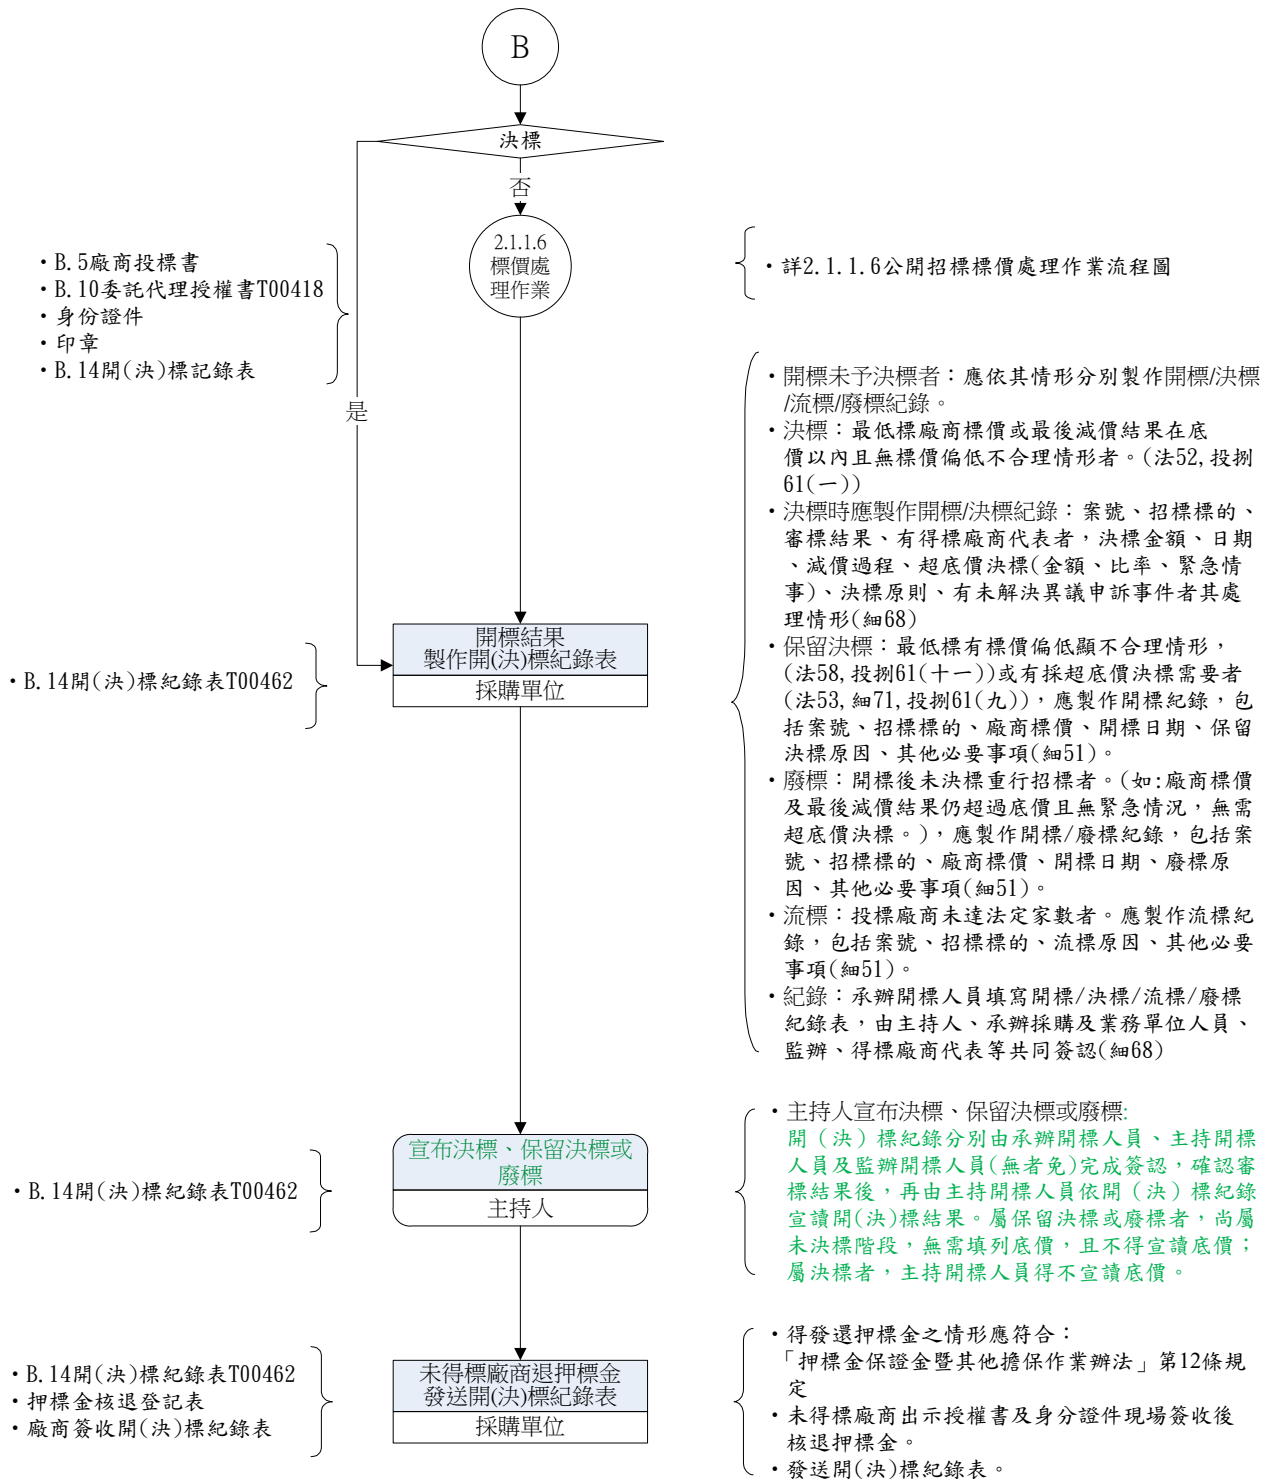 B
決標
否
2.1.1.6
標價處
理作業
是
・B.5廠商投標書
・B.10委託代理授權書T00418
・身份證件
・印章
・B.14開(決)標記錄表
・詳2.1.1.6公開招標標價處理作業流程圖
・開標未予決標者：應依其情形分別製作開標/決標
/流標/廢標紀錄。
・決標：最低標廠商標價或最後減價結果在底
價以內且無標價偏低不合理情形者。(法52,投捌
61(一))
・決標時應製作開標/決標紀錄：案號、招標標的、
審標結果、有得標廠商代表者，決標金額、日期
、減價過程、超底價決標(金額、比率、緊急情
事)、決標原則、有未解決異議申訴事件者其處
理情形(細68)
・保留決標：最低標有標價偏低顯不合理情形，
(法58,投捌61(十一))或有採超底價決標需要者
(法53,細71,投捌61(九))，應製作開標紀錄，包
括案號、招標標的、廠商標價、開標日期、保留
決標原因、其他必要事項(細51)。
・廢標：開標後未決標重行招標者。(如:廠商標價
及最後減價結果仍超過底價且無緊急情況，無需
超底價決標。)，應製作開標/廢標紀錄，包括案
號、招標標的、廠商標價、開標日期、廢標原
因、其他必要事項(細51)。
・流標：投標廠商未達法定家數者。應製作流標紀
錄，包括案號、招標標的、流標原因、其他必要
事項(細51)。
・紀錄：承辦開標人員填寫開標/決標/流標/廢標
紀錄表，由主持人、承辦採購及業務單位人員、
監辦、得標廠商代表等共同簽認(細68)
開標結果
製作開(決)標紀錄表
採購單位
・B.14開(決)標紀錄表T00462
宣布決標、保留決標或
廢標
主持人
・B.14開(決)標紀錄表T00462
・主持人宣布決標、保留決標或廢標:
開（決）標紀錄分別由承辦開標人員、主持開標
人員及監辦開標人員(無者免)完成簽認，確認審
標結果後，再由主持開標人員依開（決）標紀錄
宣讀開(決)標結果。屬保留決標或廢標者，尚屬
未決標階段，無需填列底價，且不得宣讀底價；
屬決標者，主持開標人員得不宣讀底價。
未得標廠商退押標金
發送開(決)標紀錄表
採購單位
・B.14開(決)標紀錄表T00462
・押標金核退登記表
・廠商簽收開(決)標紀錄表
・得發還押標金之情形應符合：
「押標金保證金暨其他擔保作業辦法」第12條規
定
・未得標廠商出示授權書及身分證件現場簽收後
核退押標金。
・發送開(決)標紀錄表。